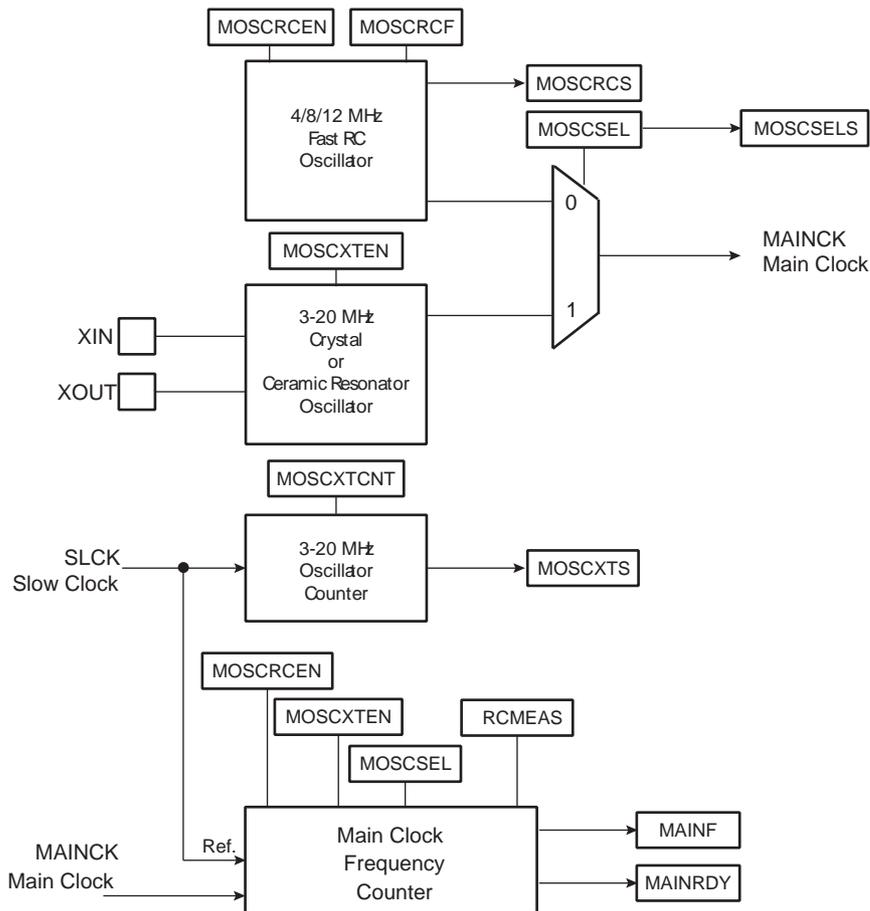 MOSCRCEN
MOSCRCF
4/8/12 MHz
Fast RC
Oscillator
MOSCRCS
MOSCSEL
MOSCSELS
0
MAINCK
Main Clock
MOSCXTEN
1
3-20 MHz
Crystal
or
Ceramic Resonator
Oscillator
XIN
XOUT
MOSCXTCNT
3-20 MHz
Oscillator
Counter
SLCK
Slow Clock
MOSCXTS
MOSCRCEN
MOSCXTEN
RCMEAS
MOSCSEL
Main Clock
Frequency
Counter
Ref.
MAINCK
Main Clock
MAINF
MAINRDY